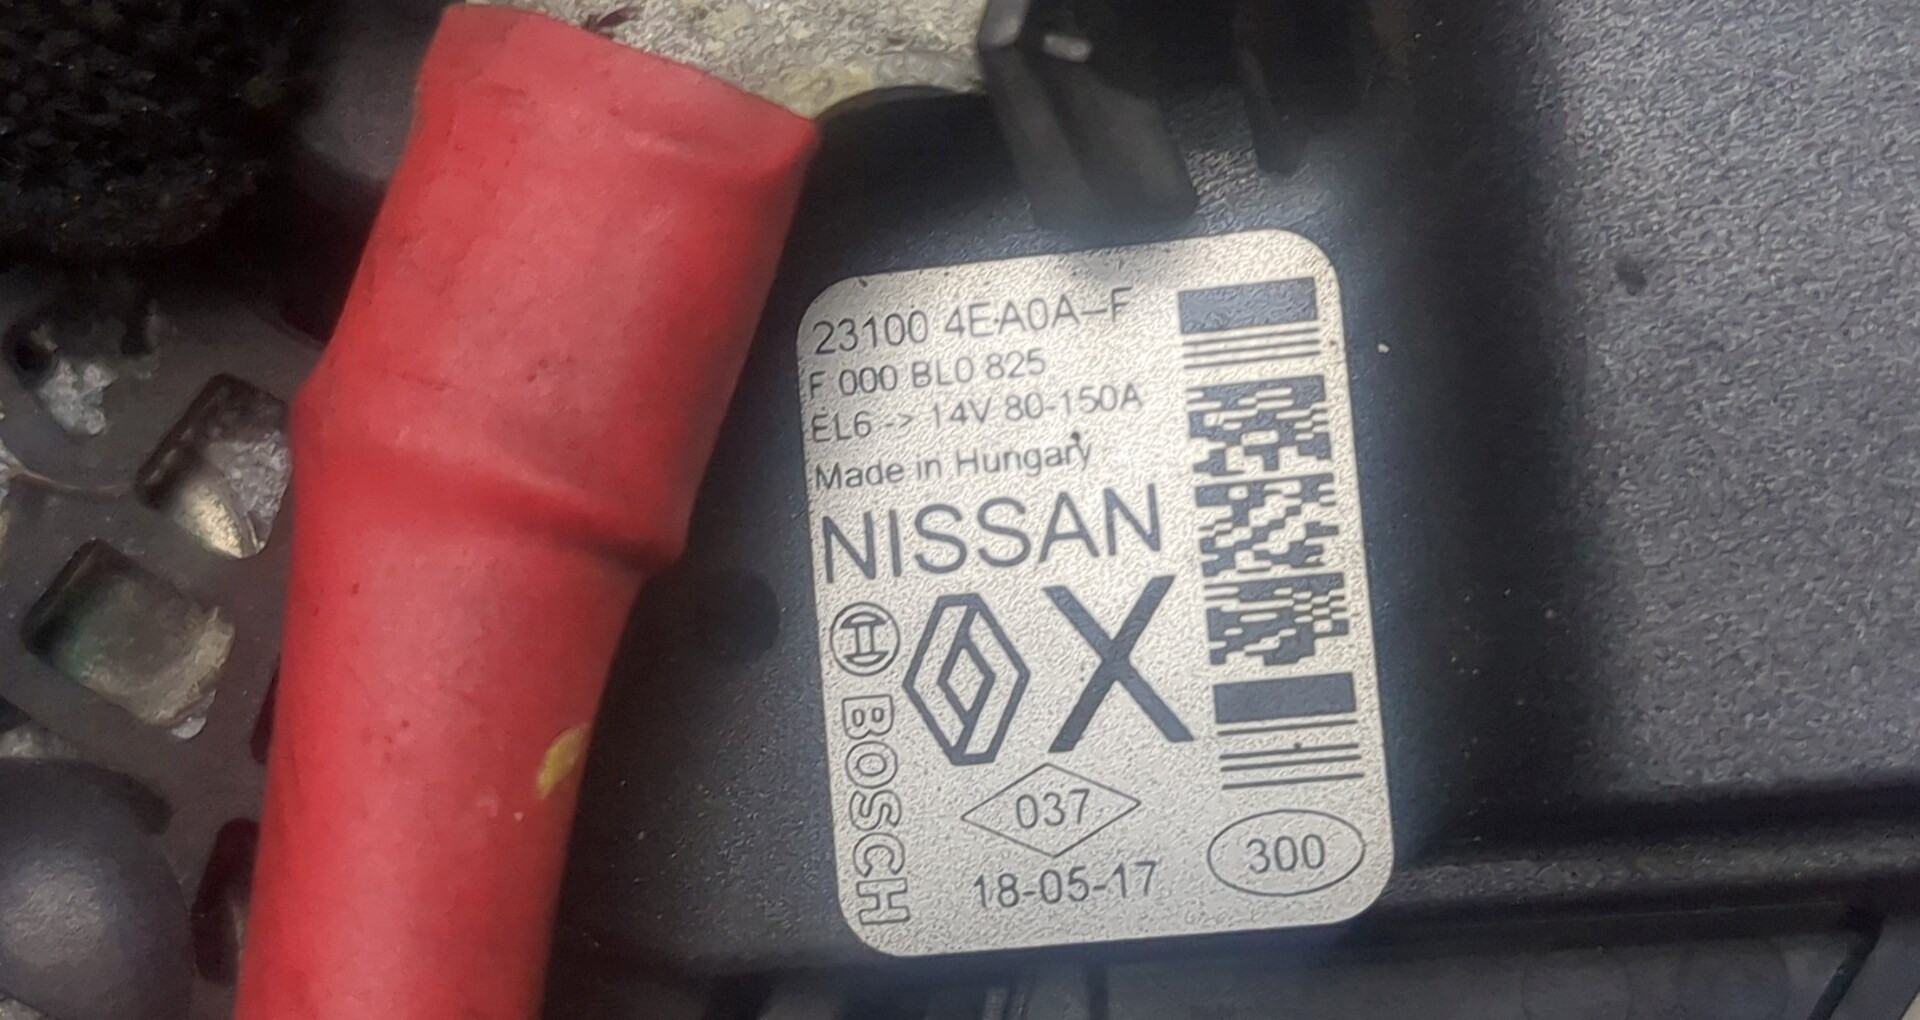 23100 4EA0A-F
F 000 BL0 825
EL6 -> 14V 80-150A
Made in Hungary
NISSAN
X
BOSCH
037
18-05-17
300